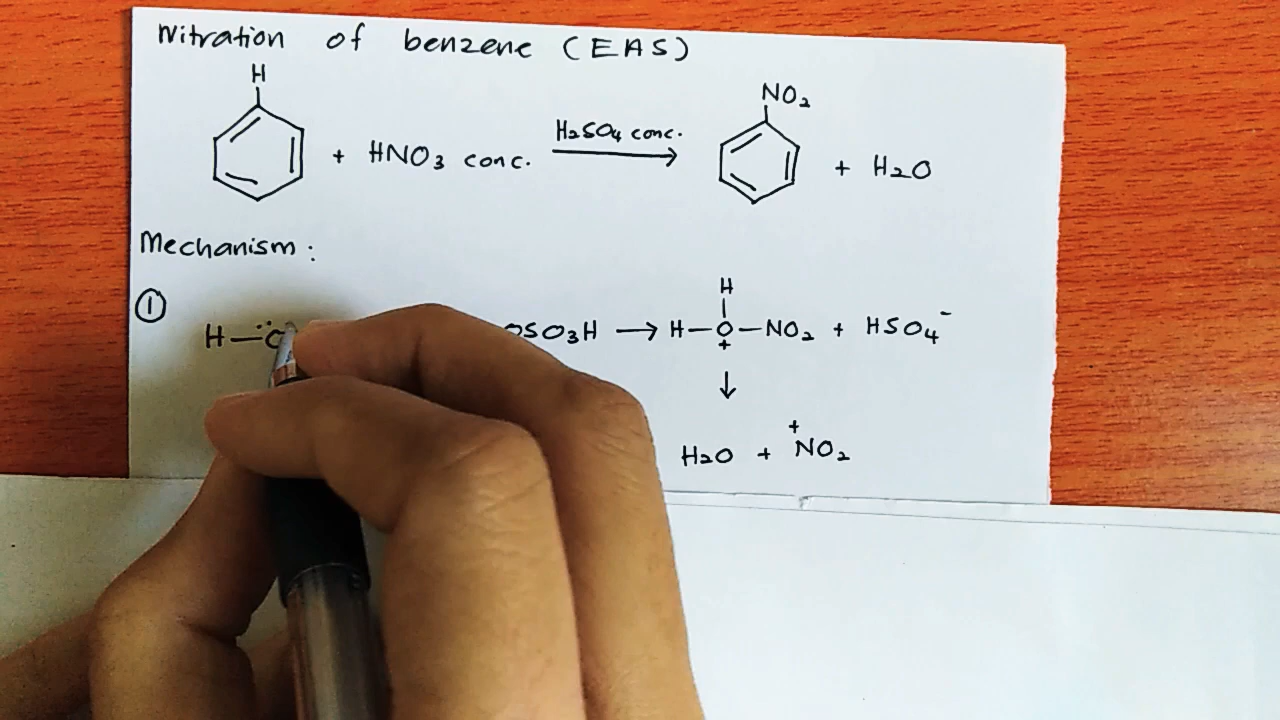 Nitration of benzene (EAS)
H
NO₂
+ HNO₃ conc. H₂SO₄ conc. ⟶ + H₂O
Mechanism :
①
H
H — OSO₃H ⟶ H—O—NO₂ + HSO₄⁻
+
↓
H₂O + ⁺NO₂